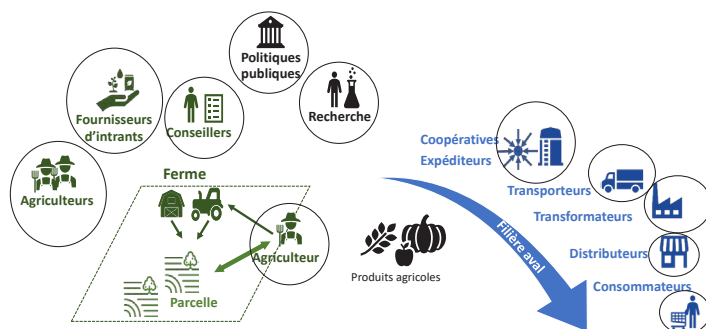 Politiques
publiques
Fournisseurs
d'intrants
Conseillers
Recherche
Agriculteurs
Ferme
Agriculteur
Parcelle
Produits agricoles
Filière aval
Coopératives
Expéditeurs
Transporteurs
Transformateurs
Distributeurs
Consommateurs